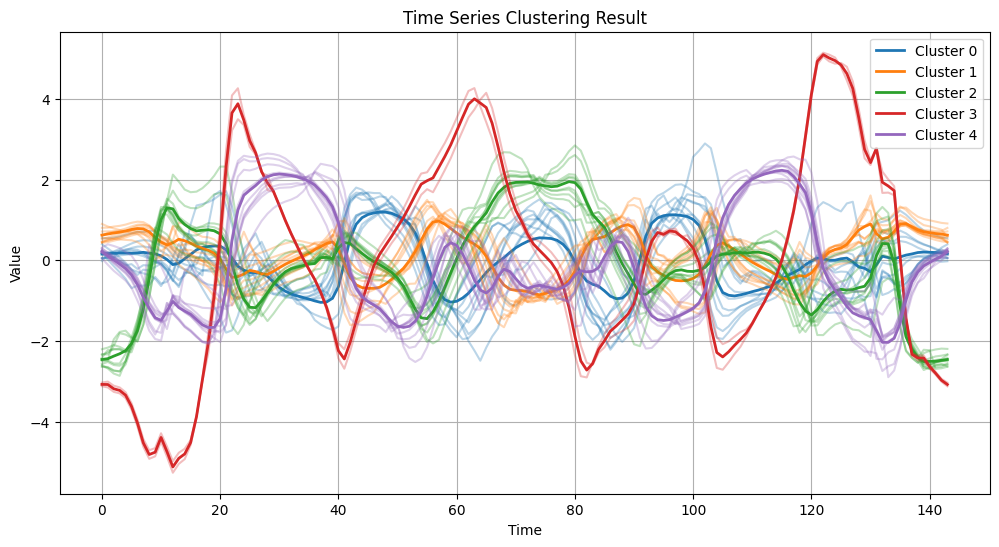 Time Series Clustering Result
Cluster 0
Cluster 1
Cluster 2
Cluster 3
Cluster 4
Value
4
2
0
−2
−4
0 20 40 60 80 100 120 140
Time